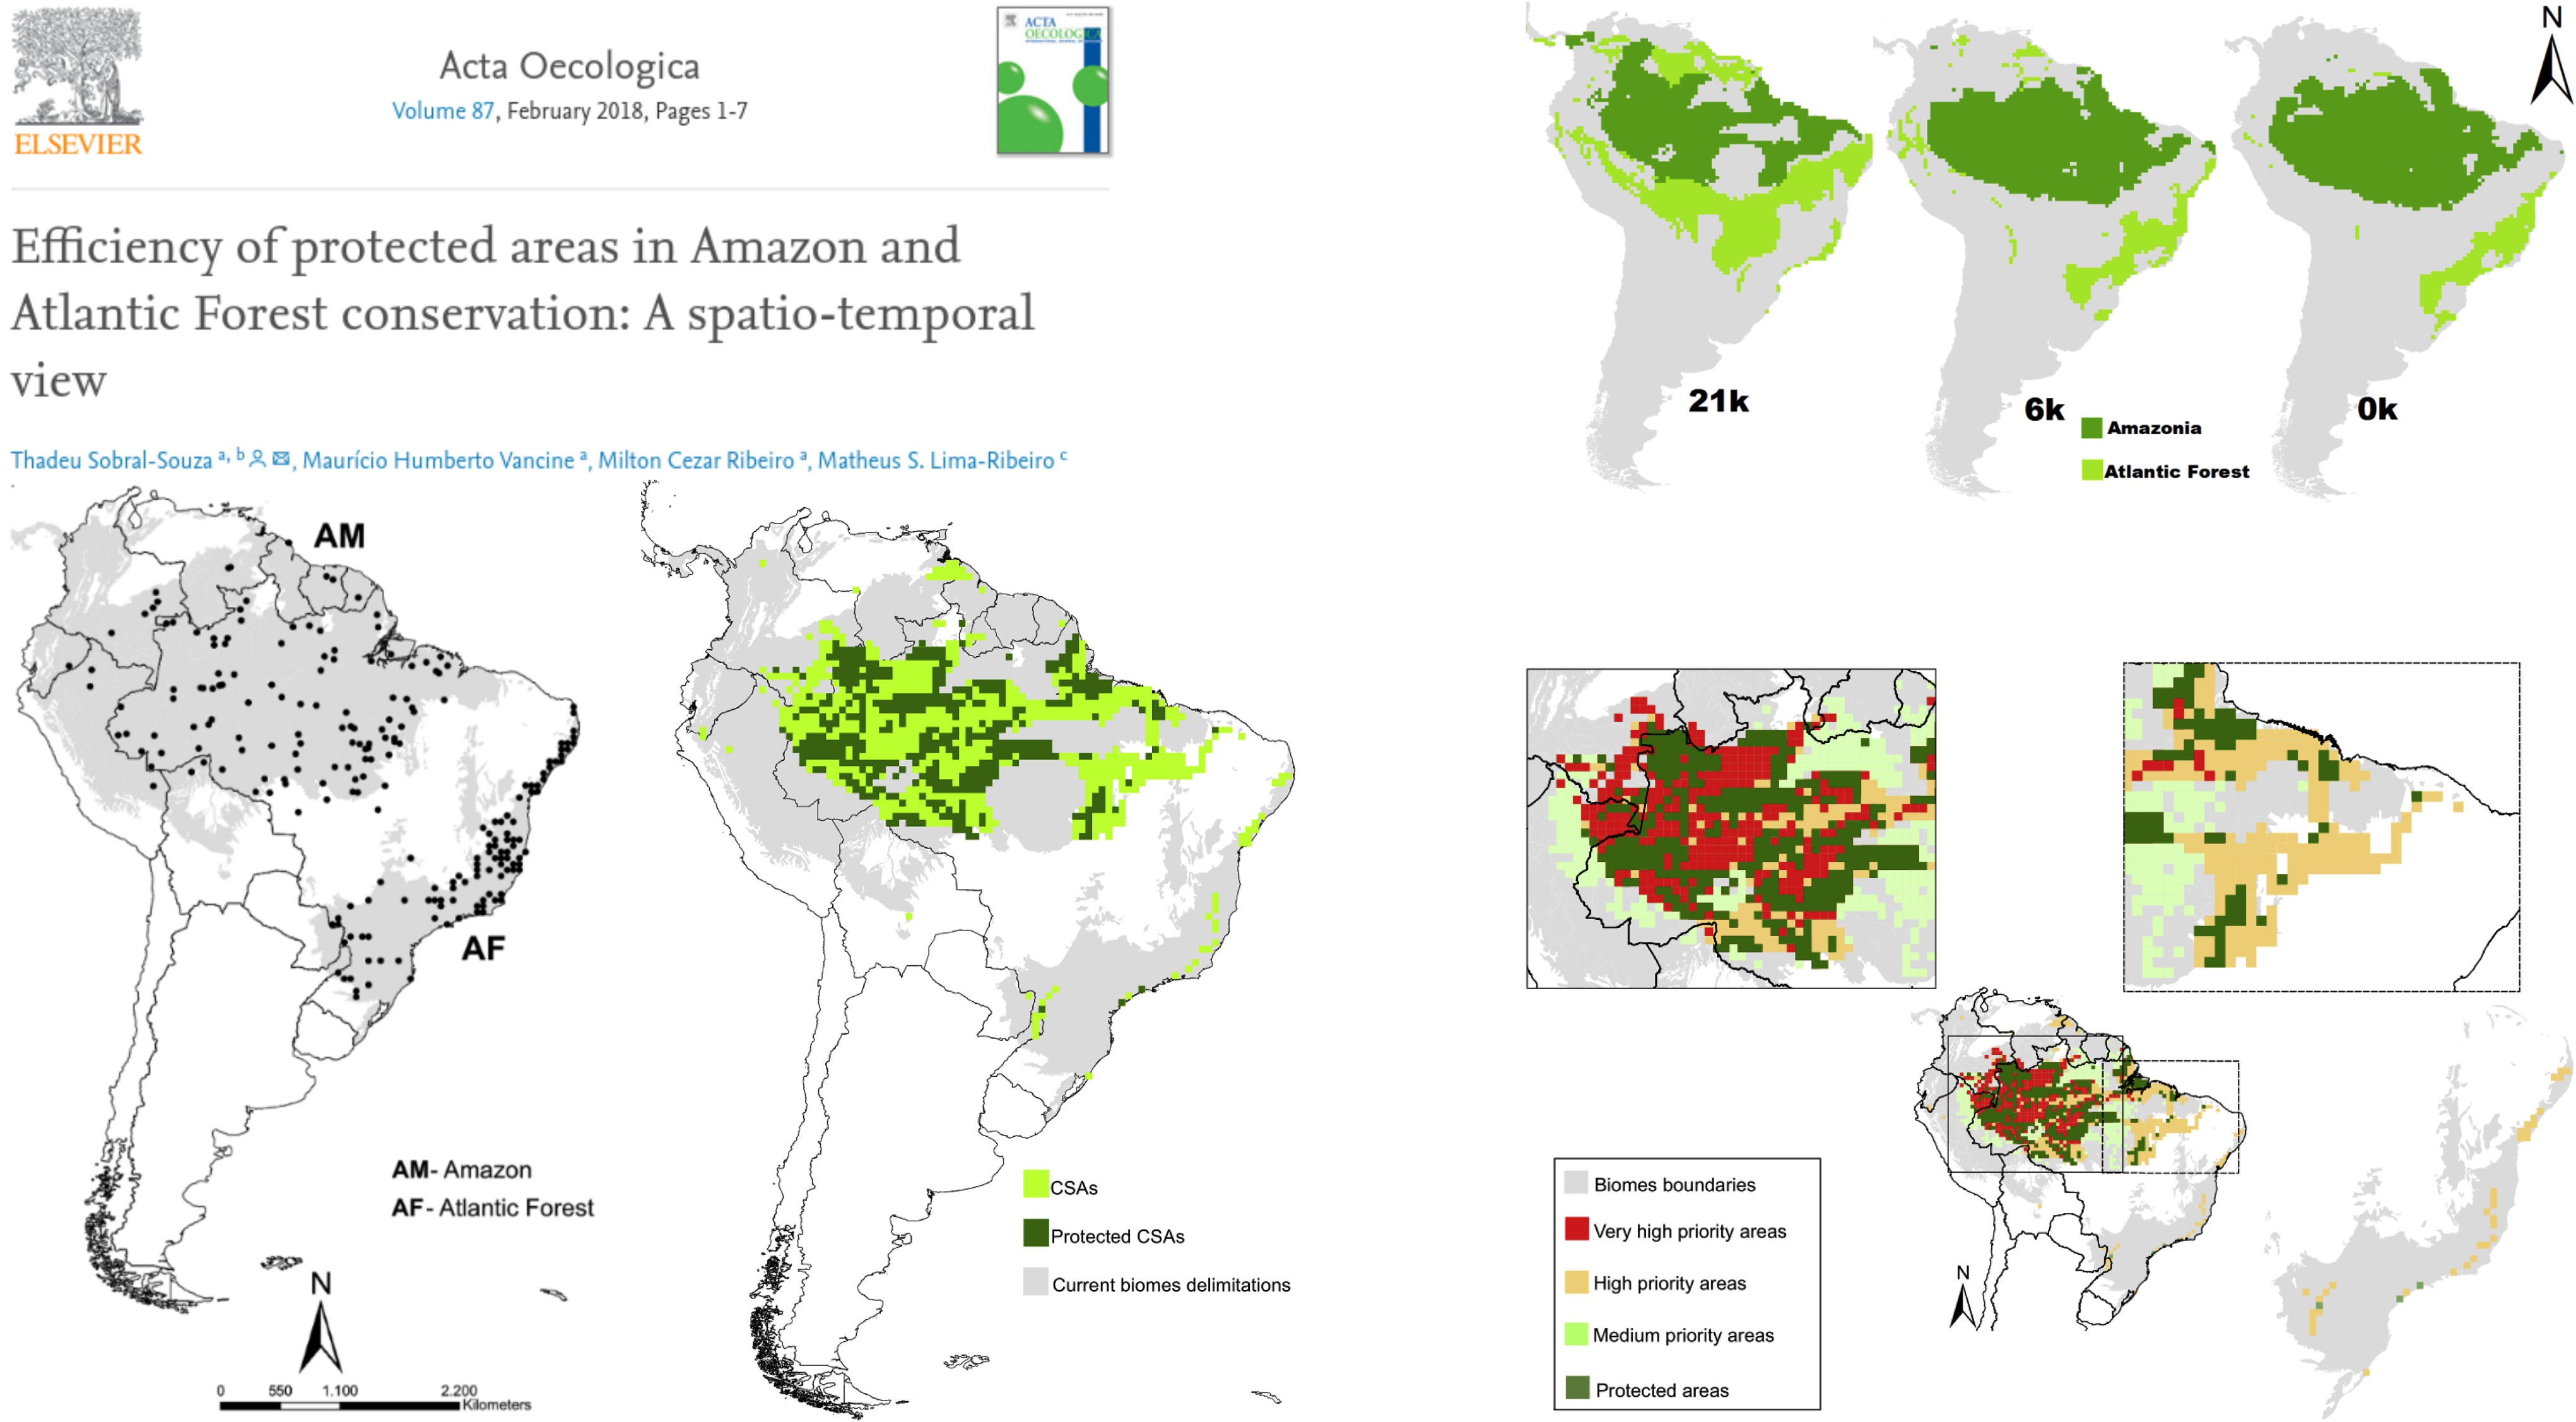 ELSEVIER
Acta Oecologica
Volume 87, February 2018, Pages 1-7
ACTA
OECOLOGICA
Efficiency of protected areas in Amazon and
Atlantic Forest conservation: A spatio-temporal
view
Thadeu Sobral-Souza a, b, Maurício Humberto Vancine a, Milton Cezar Ribeiro a, Matheus S. Lima-Ribeiro c
AM
AF
AM- Amazon
AF- Atlantic Forest
N
0 550 1.100 2.200
Kilometers
CSAs
Protected CSAs
Current biomes delimitations
N
21k
6k
0k
Amazonia
Atlantic Forest
Biomes boundaries
Very high priority areas
High priority areas
Medium priority areas
Protected areas
N